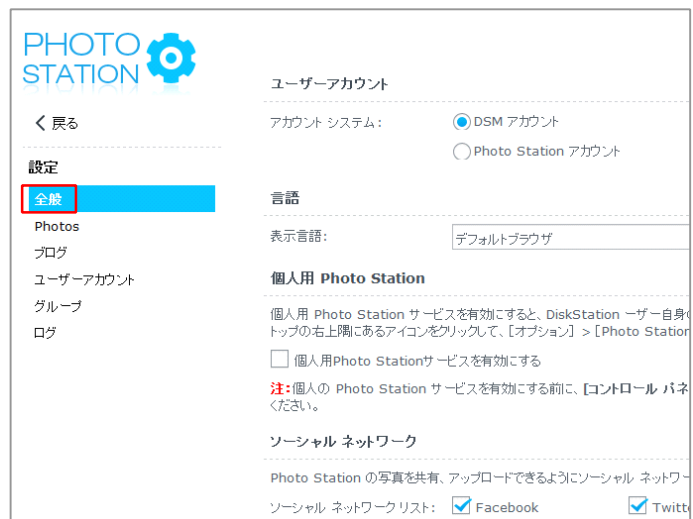 PHOTO
STATION
戻る
設定
全般
Photos
ブログ
ユーザーアカウント
グループ
ログ
ユーザーアカウント
アカウント システム: DSM アカウント
Photo Station アカウント
言語
表示言語: デフォルトブラウザ
個人用 Photo Station
個人用 Photo Station サービスを有効にすると、DiskStation ーザー自身
トップの右上隅にあるアイコンをクリックして、[オプション] > [Photo Station
個人用Photo Stationサービスを有効にする
注:個人の Photo Station サービスを有効にする前に、[コントロール パネ
ください。
ソーシャル ネットワーク
Photo Station の写真を共有、アップロードできるようにソーシャル ネットワー
ソーシャル ネットワークリスト: Facebook Twitt